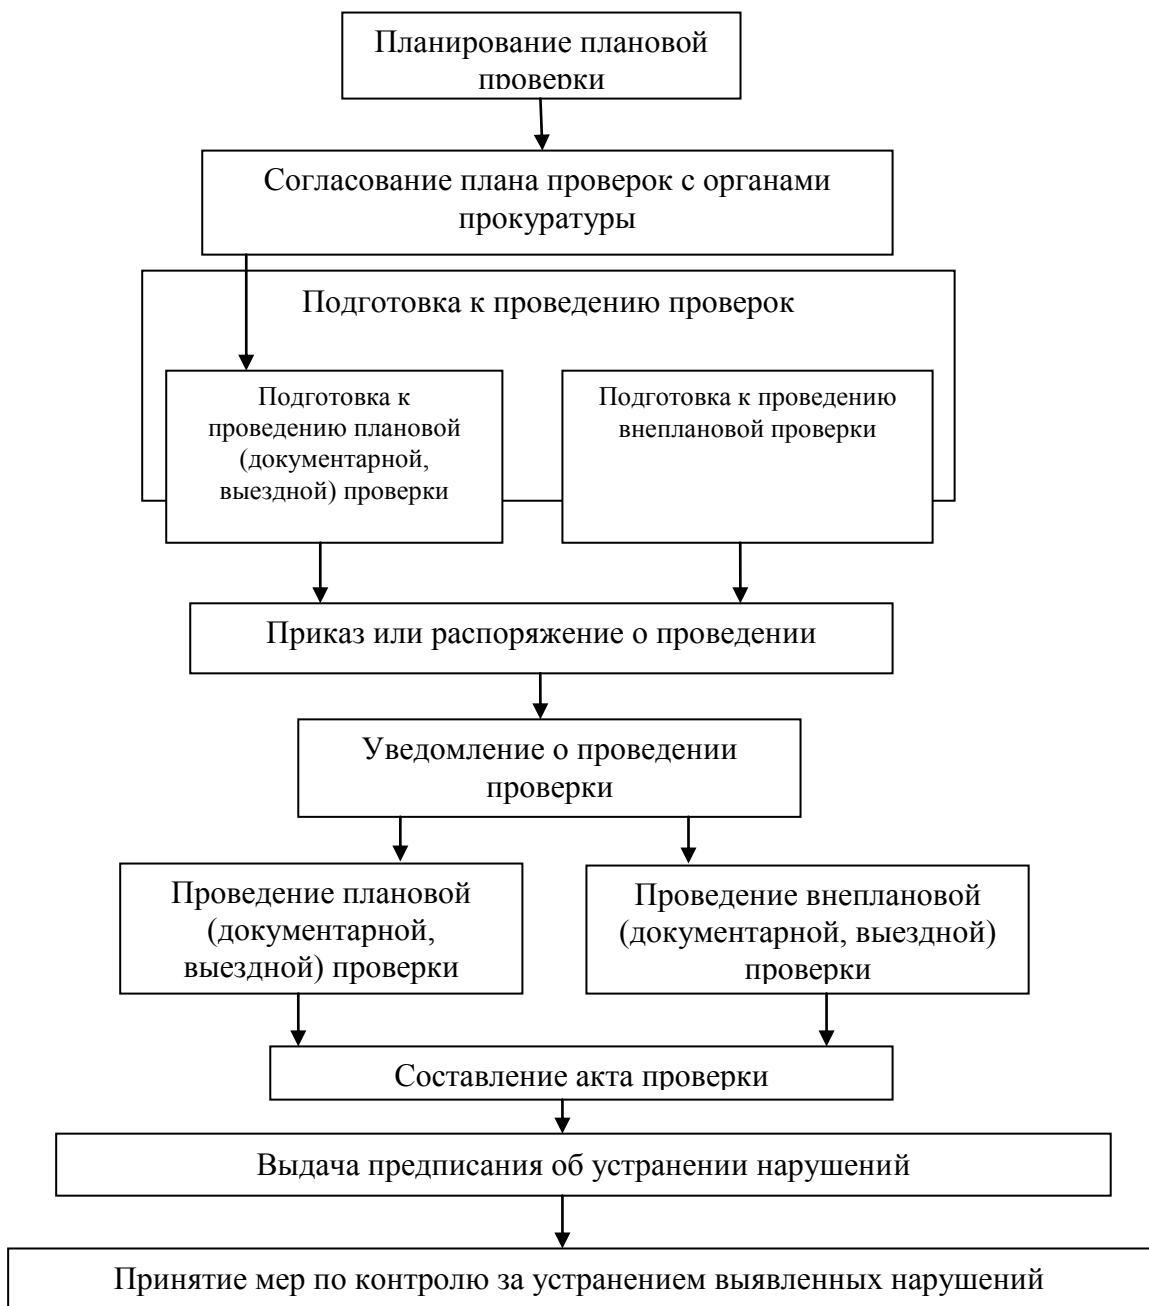 Планирование плановой
проверки
Согласование плана проверок с органами
прокуратуры
Подготовка к проведению проверок
Подготовка к
проведению плановой
(документарной,
выездной) проверки
Подготовка к проведению
внеплановой проверки
Приказ или распоряжение о проведении
Уведомление о проведении
проверки
Проведение плановой
(документарной,
выездной) проверки
Проведение внеплановой
(документарной, выездной)
проверки
Составление акта проверки
Выдача предписания об устранении нарушений
Принятие мер по контролю за устранением выявленных нарушений